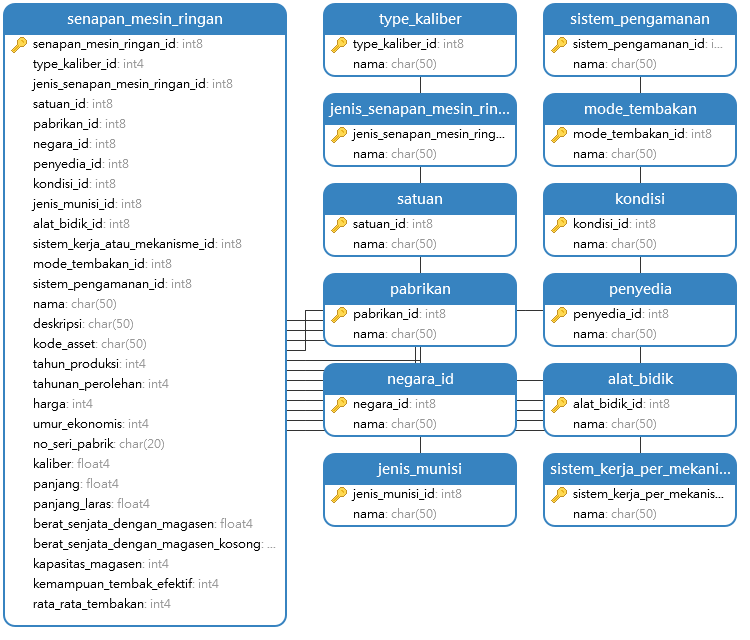 senapan_mesin_ringan
senapan_mesin_ringan_id: int8
type_kaliber_id: int4
jenis_senapan_mesin_ringan_id: int8
satuan_id: int8
pabrikan_id: int8
negara_id: int8
penyedia_id: int8
kondisi_id: int8
jenis_munisi_id: int8
alat_bidik_id: int8
sistem_kerja_atau_mekanisme_id: int8
mode_tembakan_id: int8
sistem_pengamanan_id: int8
nama: char(50)
deskripsi: char(50)
kode_asset: char(50)
tahun_produksi: int4
tahunan_perolehan: int4
harga: int4
umur_ekonomis: int4
no_seri_pabrik: char(20)
kaliber: float4
panjang: float4
panjang_laras: float4
berat_senjata_dengan_magasen: float4
berat_senjata_dengan_magasen_kosong: ...
kapasitas_magasen: int4
kemampuan_tembak_efektif: int4
rata_rata_tembakan: int4
type_kaliber
type_kaliber_id: int8
nama: char(50)
jenis_senapan_mesin_rin...
jenis_senapan_mesin_ring...
nama: char(50)
satuan
satuan_id: int8
nama: char(50)
pabrikan
pabrikan_id: int8
nama: char(50)
negara_id
negara_id: int8
nama: char(50)
jenis_munisi
jenis_munisi_id: int8
nama: char(50)
sistem_pengamanan
sistem_pengamanan_id: i...
nama: char(50)
mode_tembakan
mode_tembakan_id: int8
nama: char(50)
kondisi
kondisi_id: int8
nama: char(50)
penyedia
penyedia_id: int8
nama: char(50)
alat_bidik
alat_bidik_id: int8
nama: char(50)
sistem_kerja_per_mekani...
sistem_kerja_per_mekanis...
nama: char(50)